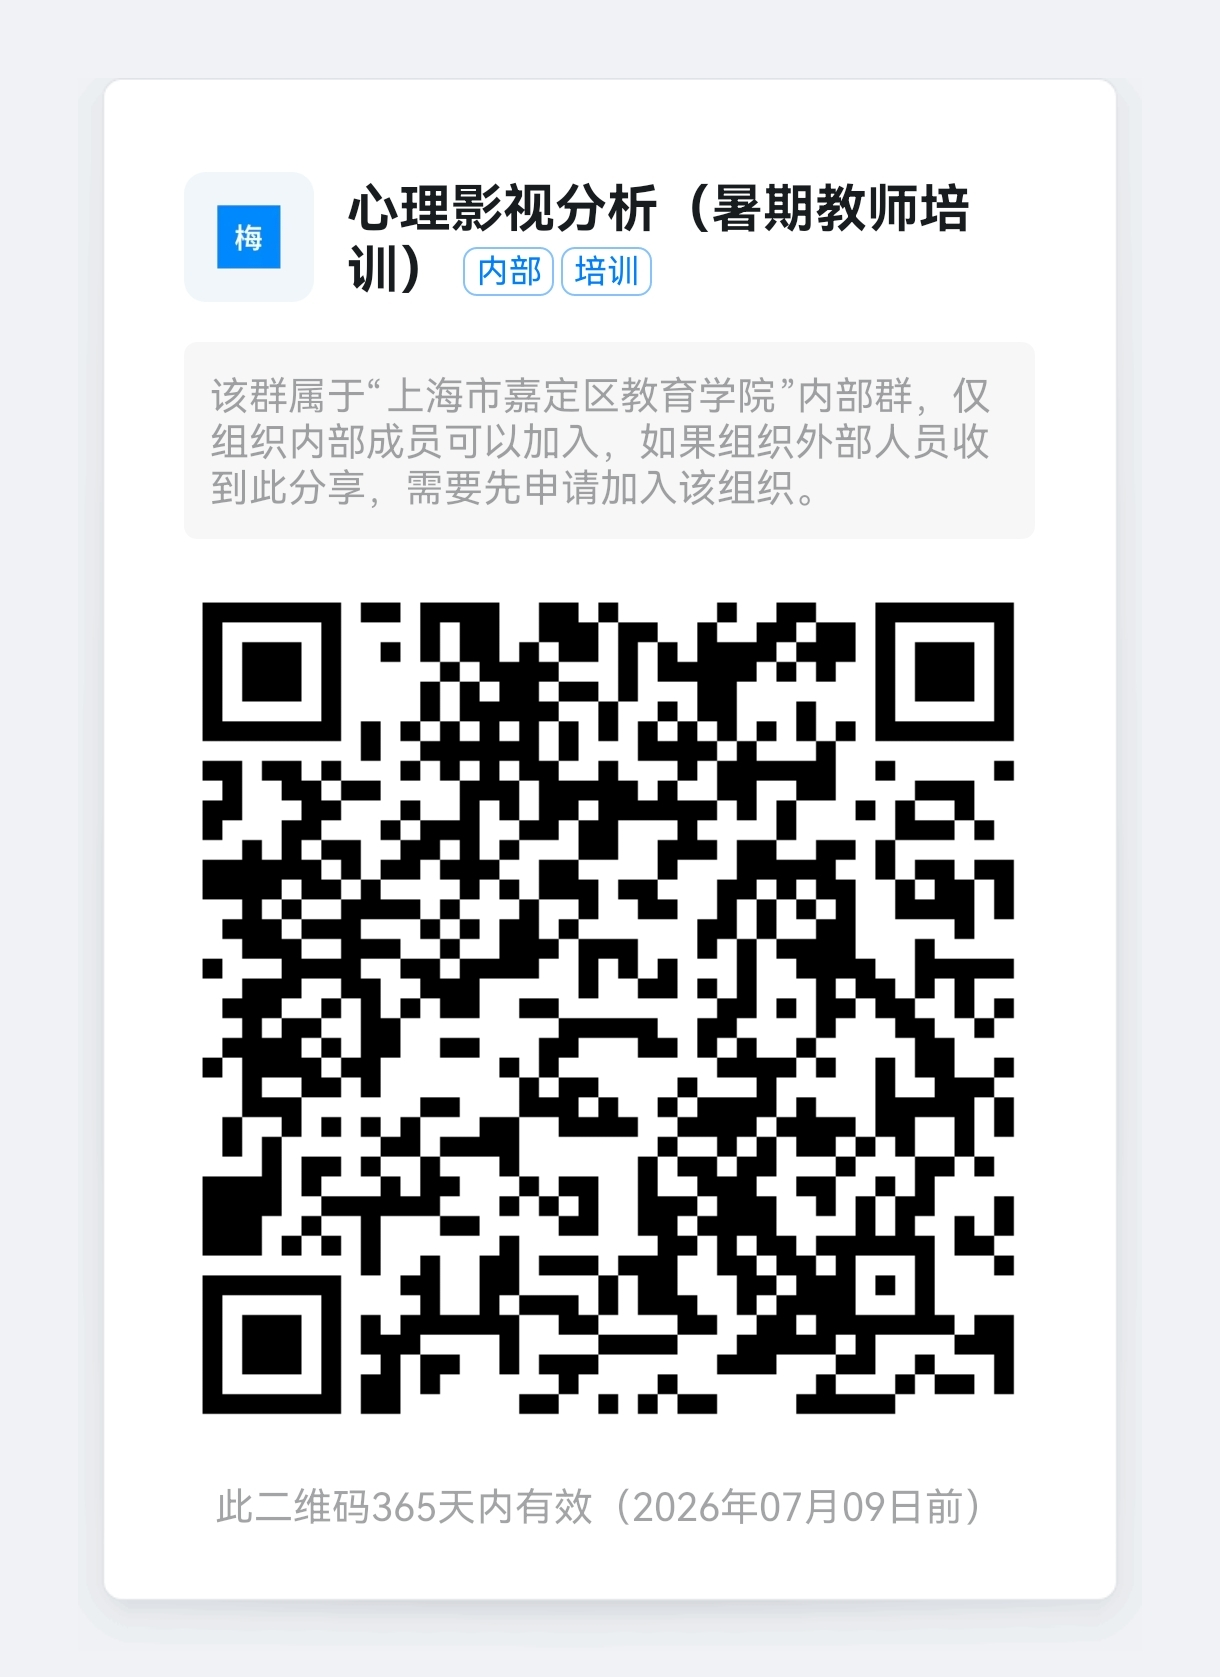 梅
心理影视分析（暑期教师培
训） 内部 培训
该群属于“上海市嘉定区教育学院”内部群，仅
组织内部成员可以加入，如果组织外部人员收
到此分享，需要先申请加入该组织。
此二维码365天内有效（2026年07月09日前）